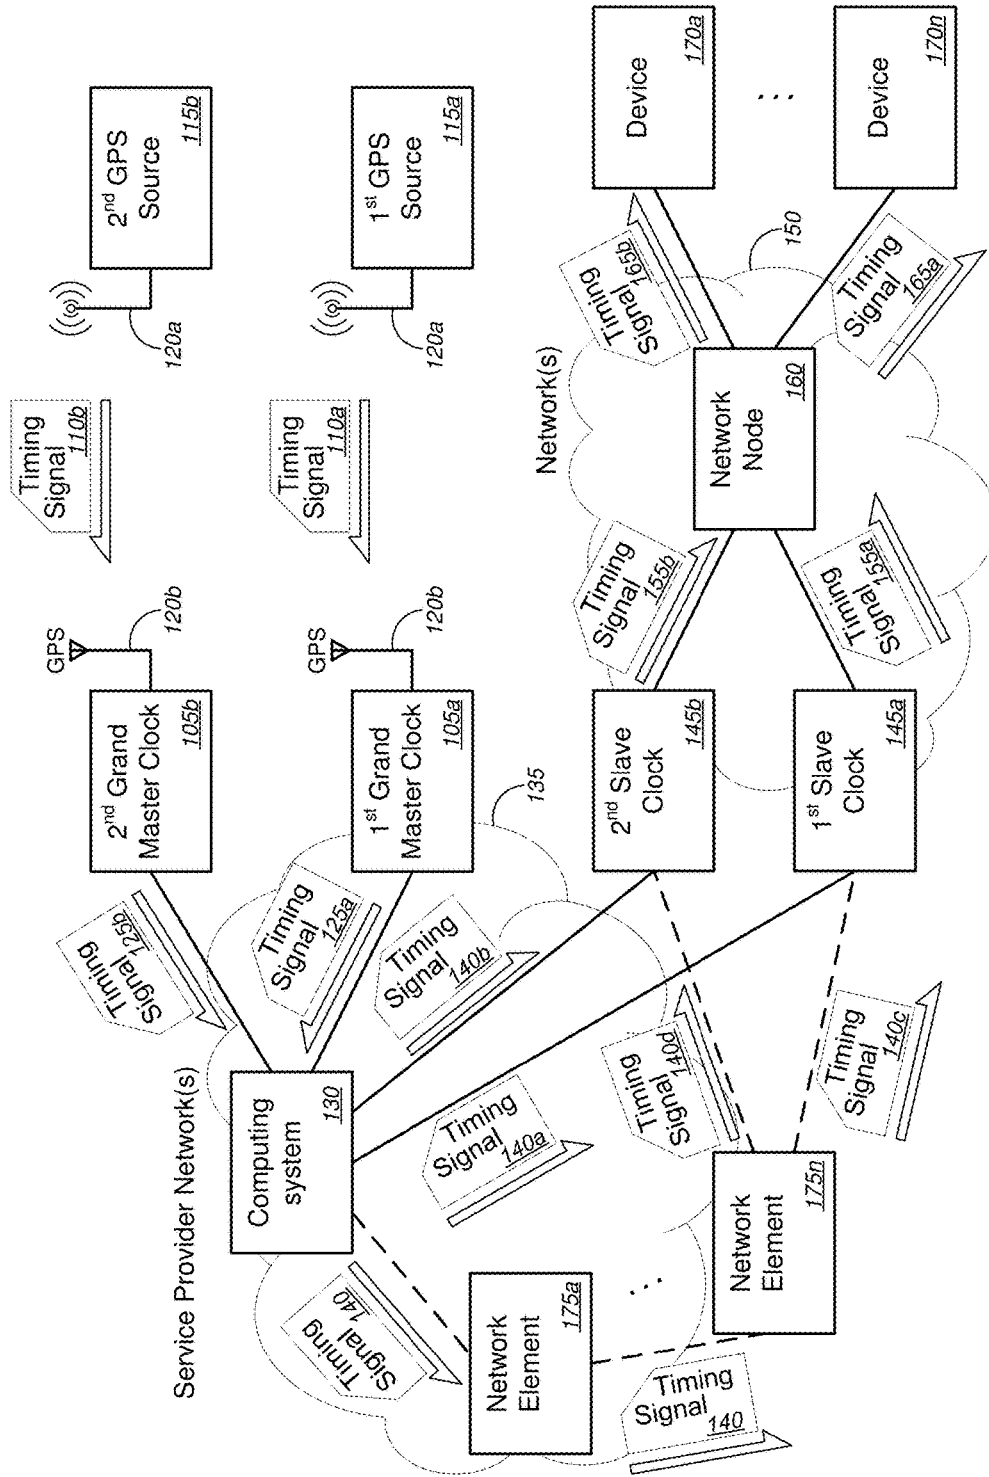 Service Provider Network(s)
Timing
Signal
125b
2nd Grand
Master Clock
105b
GPS
120b
Timing
Signal
110b
120a
2nd GPS
Source
115b
Computing
system
130
Timing
Signal
125a
1st Grand
Master Clock
105a
GPS
120b
Timing
Signal
110a
120a
1st GPS
Source
115a
Timing
Signal
140
Timing
Signal
140b
135
Timing
Signal
140a
Network
Element
175a
...
Timing
Signal
140
Network
Element
175n
Timing
Signal
140d
Timing
Signal
140c
2nd Slave
Clock
145b
1st Slave
Clock
145a
Network(s)
Timing
Signal
155b
Timing
Signal
155a
Network
Node
160
Timing
Signal
165b
Timing
Signal
165a
150
Device
170a
...
Device
170n